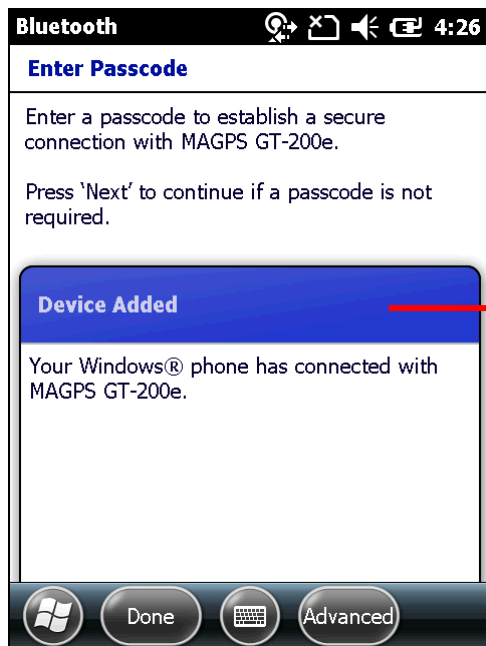 Bluetooth 4:26
Enter Passcode
Enter a passcode to establish a secure
connection with MAGPS GT-200e.
Press ‘Next’ to continue if a passcode is not
required.
Device Added
Your Windows® phone has connected with
MAGPS GT-200e.
Done Advanced